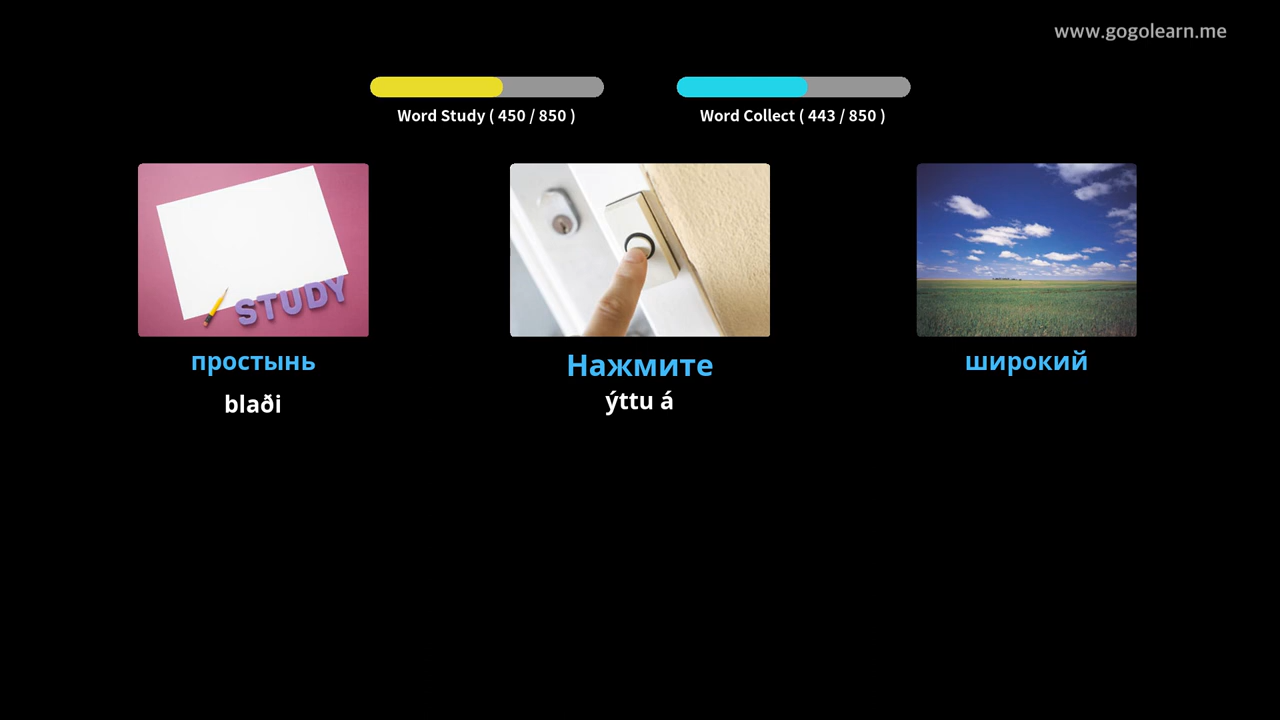 www.gogolearn.me
Word Study ( 450 / 850 )
Word Collect ( 443 / 850 )
STUDY
простынь
Нажмите
широкий
blaði
ýttu á